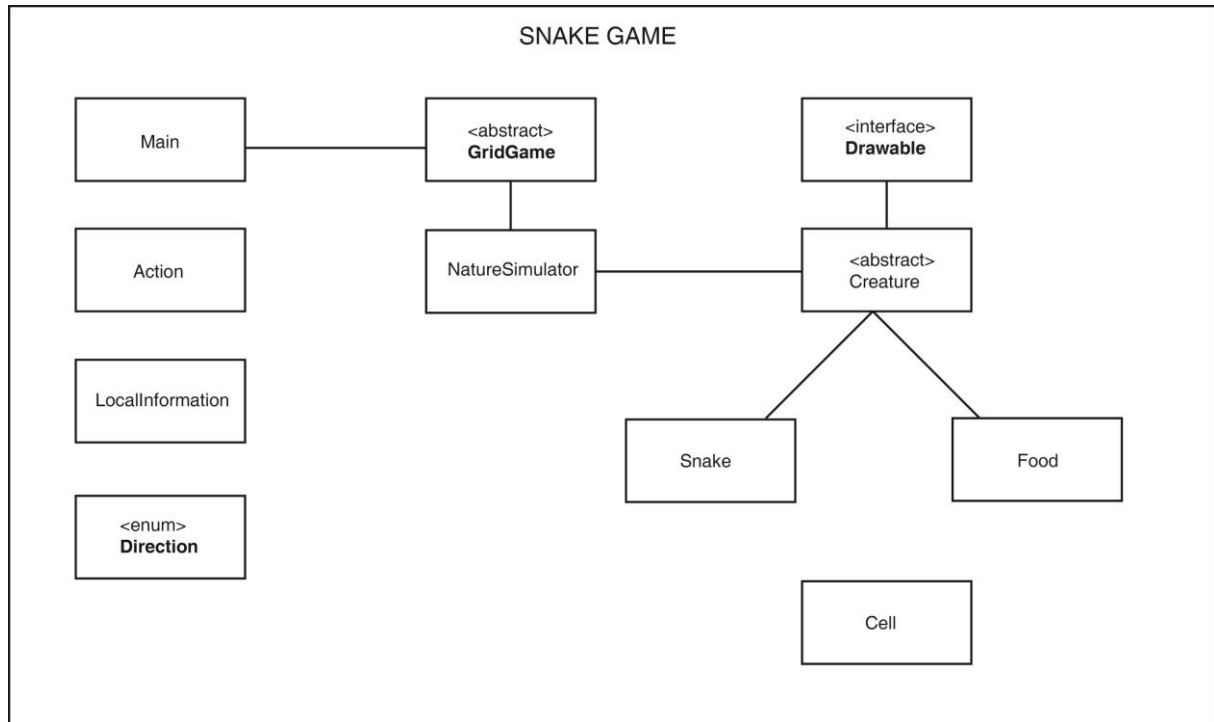 SNAKE GAME
Main
<abstract>
GridGame
<interface>
Drawable
Action
NatureSimulator
<abstract>
Creature
LocalInformation
Snake
Food
<enum>
Direction
Cell